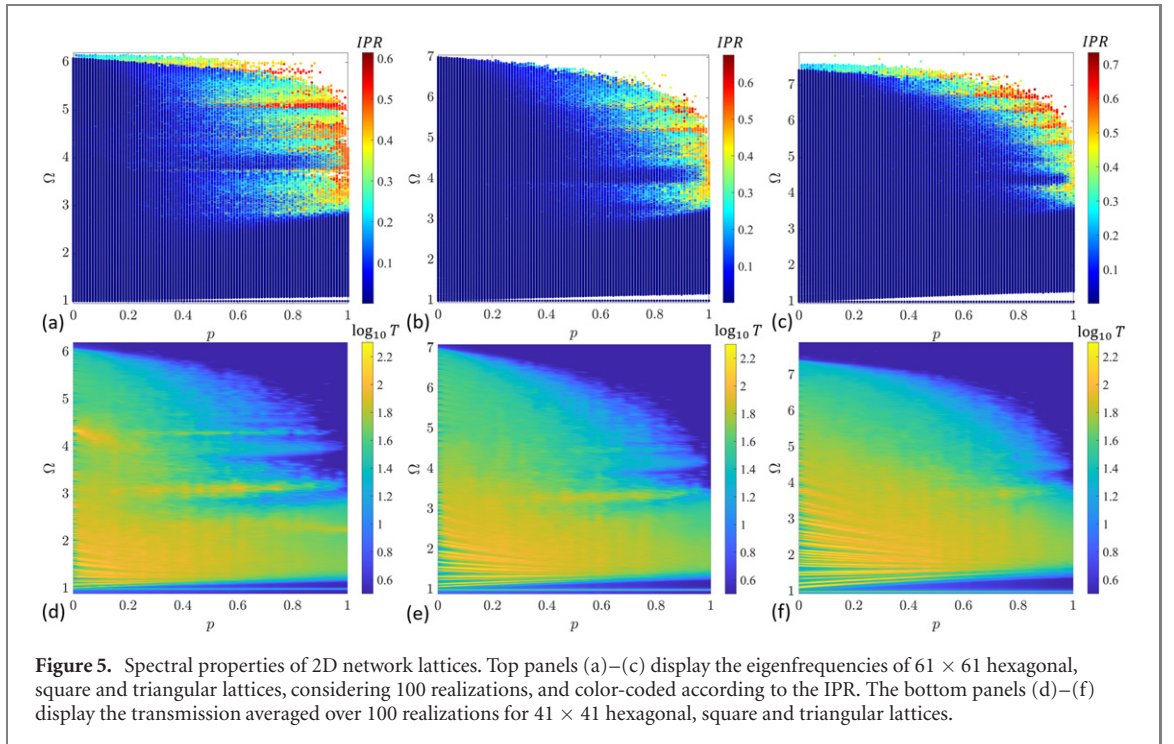 IPR IPR IPR
6 0.6 7 0.6 7 0.7
5 0.5 6 0.5 6 0.6
4 0.4 5 0.4 5 0.5
3 0.3 4 0.3 4 0.4
2 0.2 3 0.2 3 0.3
1 0.1 2 0.1 2 0.2
1 1 0.1
Ω Ω Ω
0 0.2 0.4 0.6 0.8 1 0 0.2 0.4 0.6 0.8 1 0 0.2 0.4 0.6 0.8 1
(a) p (b) p (c) p
log₁₀ T log₁₀ T log₁₀ T
6 2.2 7 2.2 7 2.2
5 2 6 2 6 2
4 1.8 5 1.8 5 1.8
3 1.6 4 1.6 4 1.6
2 1.4 3 1.4 3 1.4
1 1.2 2 1.2 2 1.2
1 1 1 1 1
0.8 0.8 0.8
0.6 0.6 0.6
Ω Ω Ω
0 0.2 0.4 0.6 0.8 1 0 0.2 0.4 0.6 0.8 1 0 0.2 0.4 0.6 0.8 1
(d) p (e) p (f) p
Figure 5. Spectral properties of 2D network lattices. Top panels (a)–(c) display the eigenfrequencies of 61 × 61 hexagonal,
square and triangular lattices, considering 100 realizations, and color-coded according to the IPR. The bottom panels (d)–(f)
display the transmission averaged over 100 realizations for 41 × 41 hexagonal, square and triangular lattices.